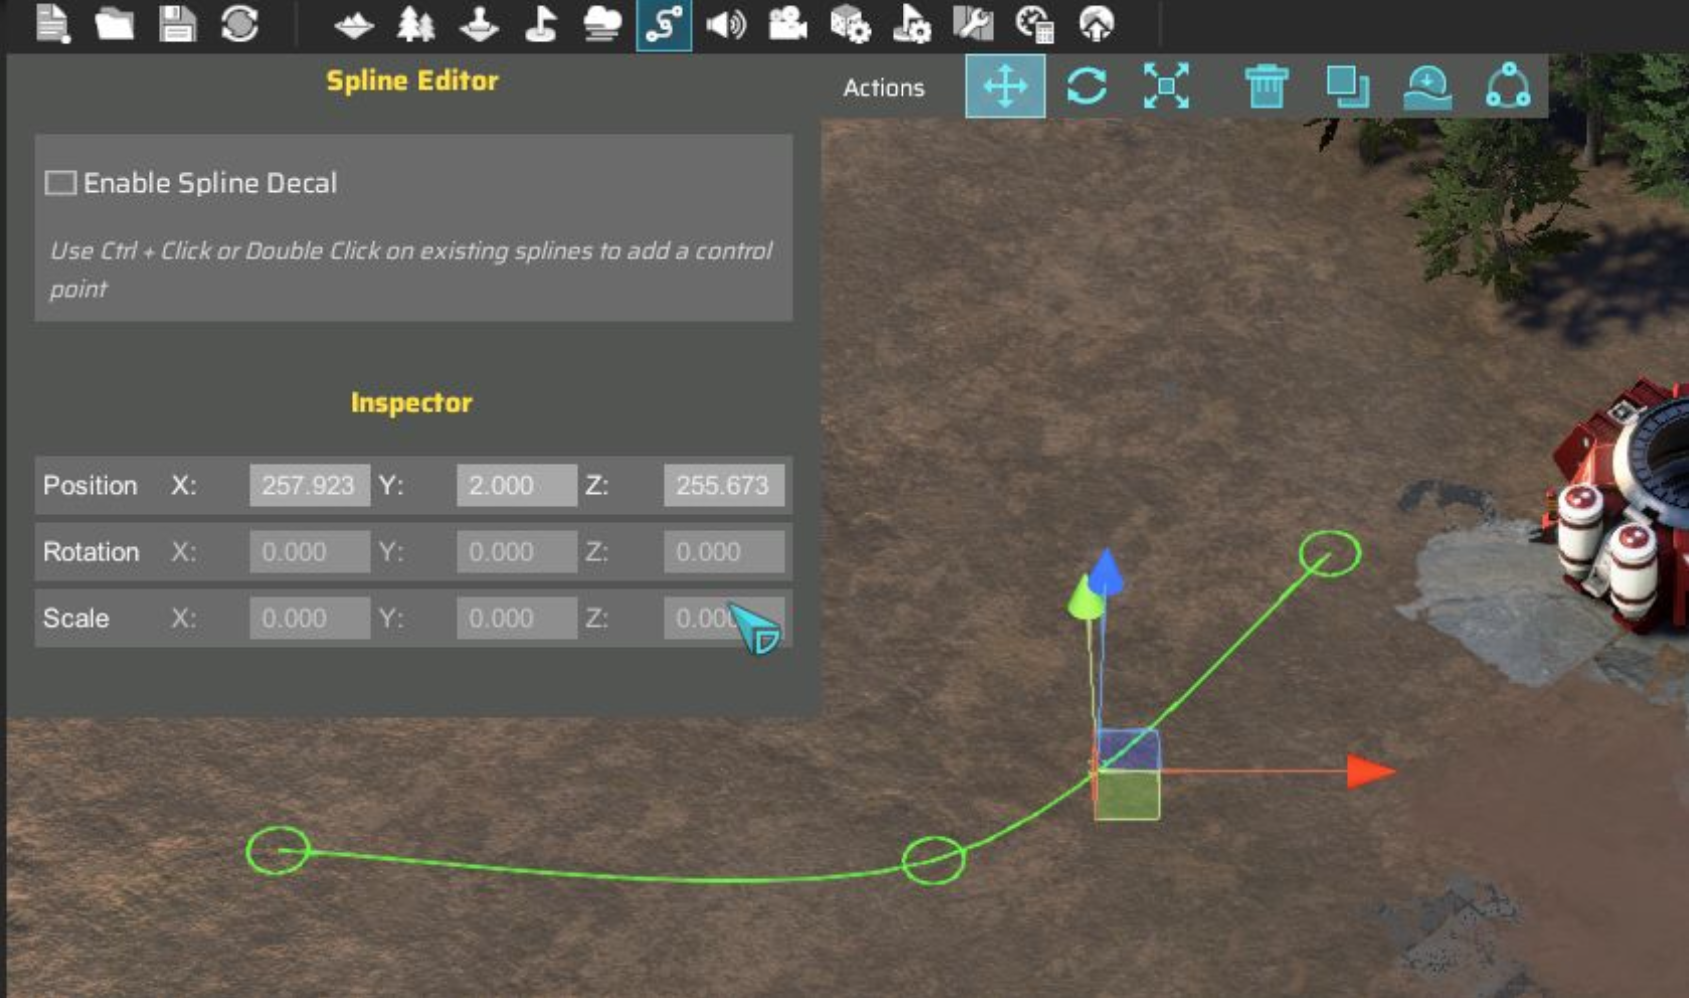 Spline Editor
Actions
Enable Spline Decal
Use Ctrl + Click or Double Click on existing splines to add a control
point
Inspector
Position X: 257.923 Y: 2.000 Z: 255.673
Rotation X: 0.000 Y: 0.000 Z: 0.000
Scale X: 0.000 Y: 0.000 Z: 0.000